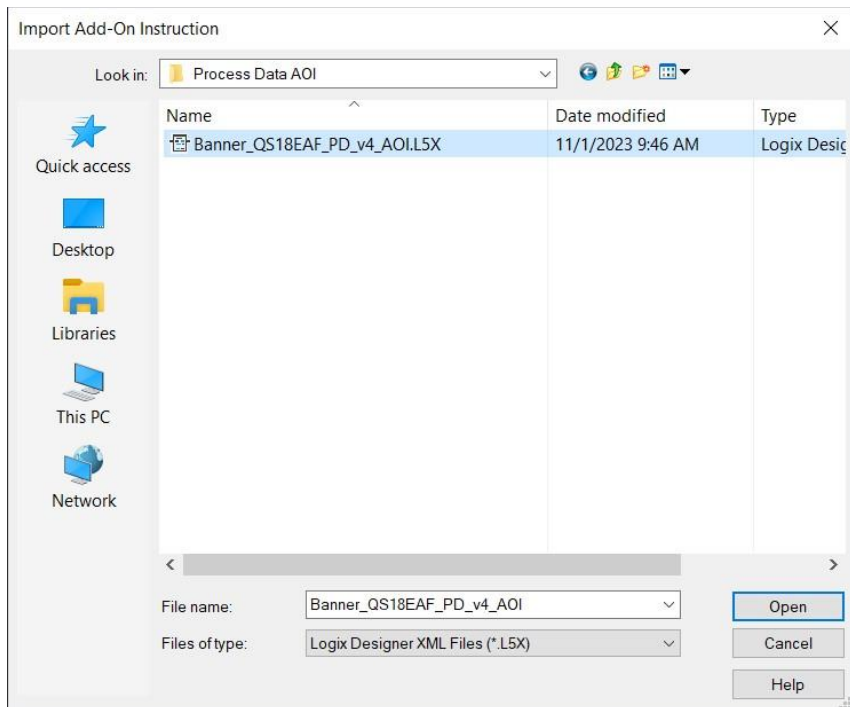 Import Add-On Instruction
Look in: Process Data AOI
Name Date modified Type
Banner_QS18EAF_PD_v4_AOI.L5X 11/1/2023 9:46 AM Logix Desig
Quick access
Desktop
Libraries
This PC
Network
File name: Banner_QS18EAF_PD_v4_AOI Open
Files of type: Logix Designer XML Files (*.L5X) Cancel
Help